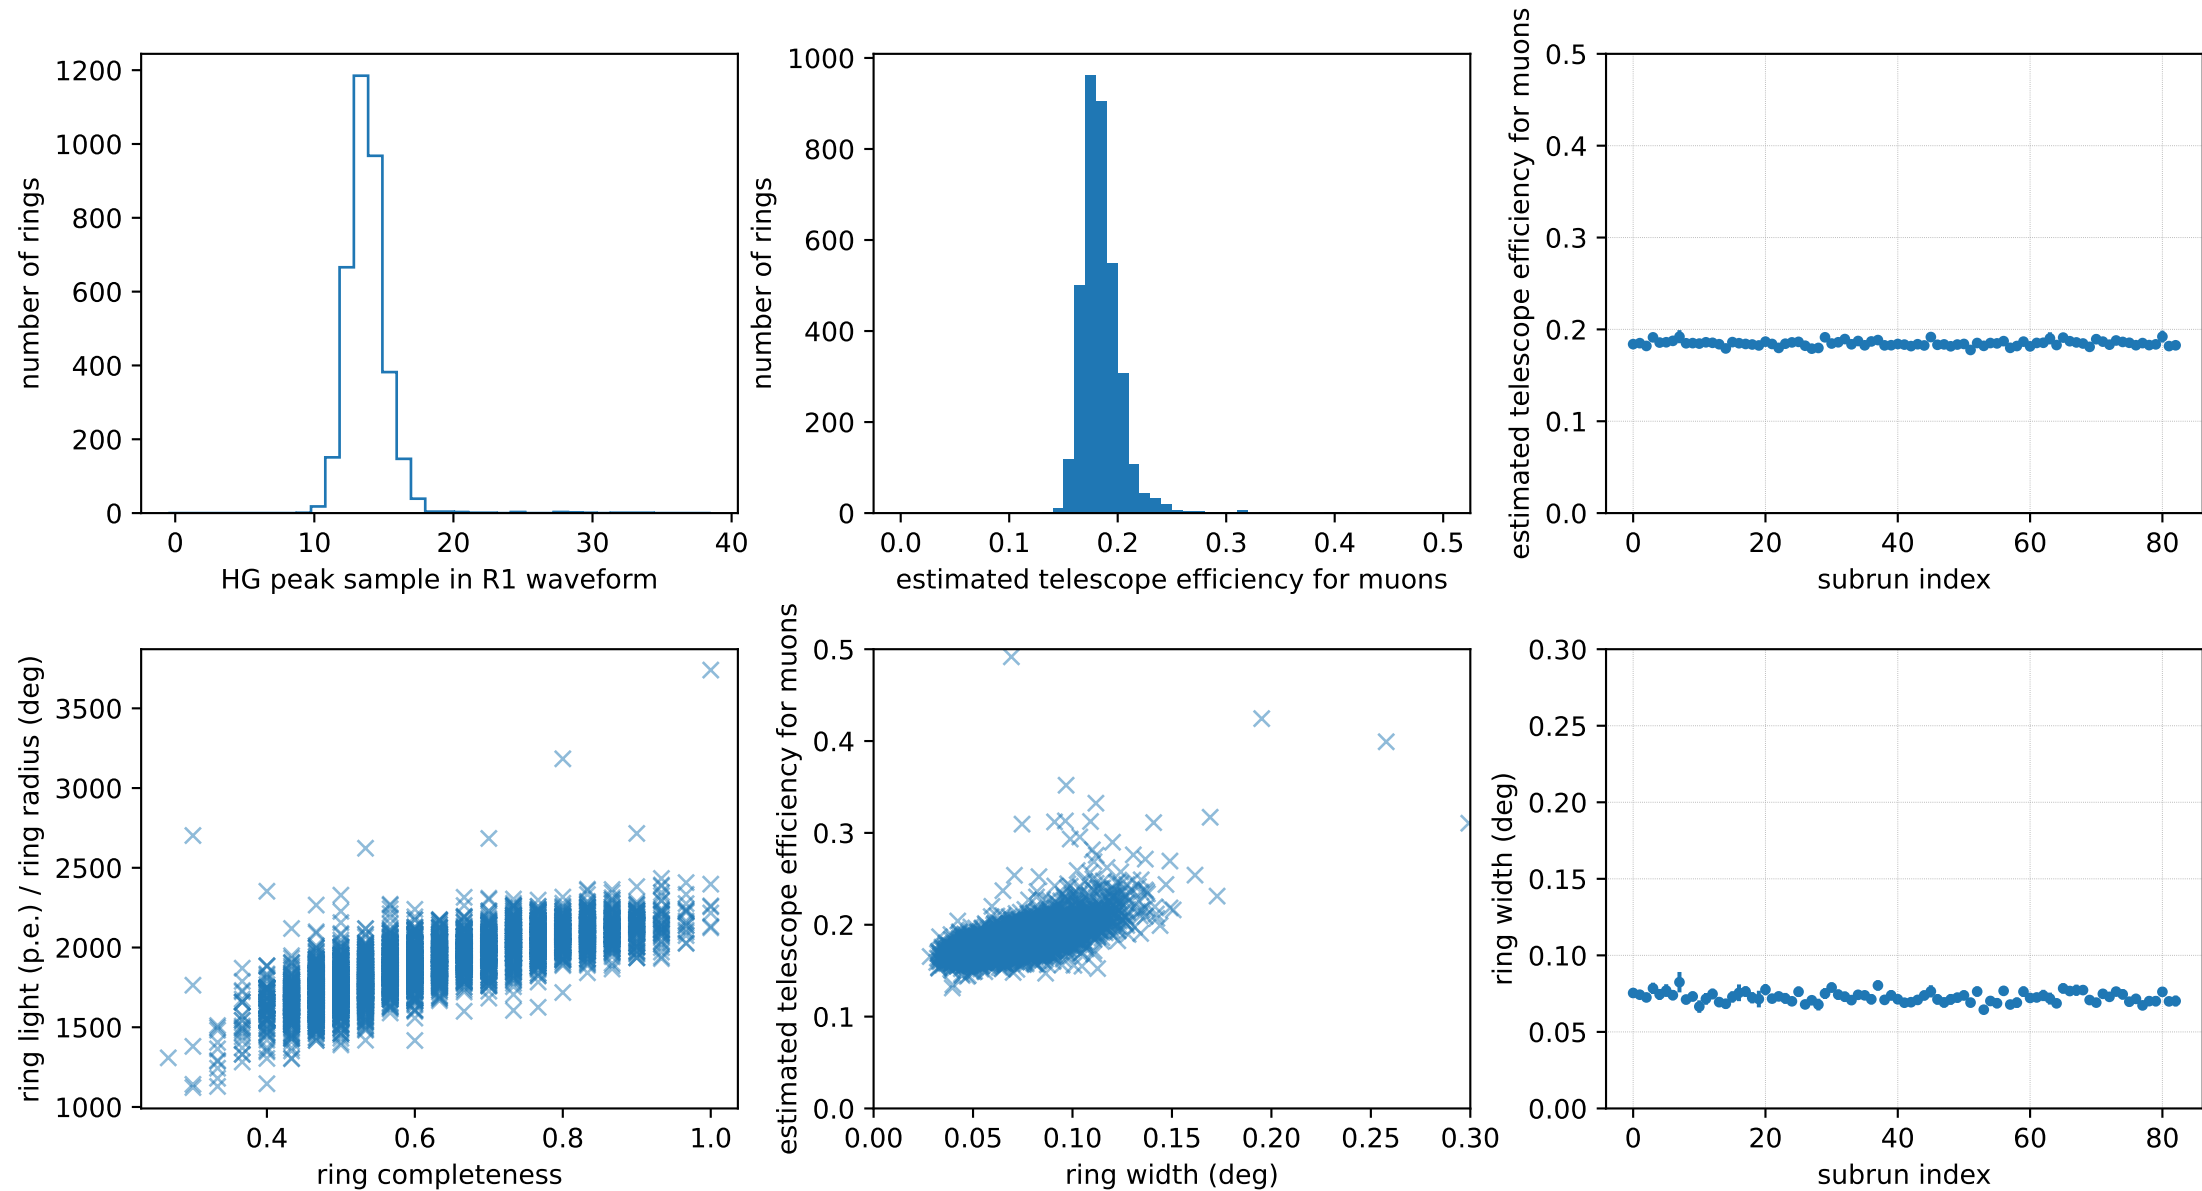 number of rings
1200
1000
800
600
400
200
0
0 10 20 30 40
HG peak sample in R1 waveform
number of rings
1000
800
600
400
200
0
0.0 0.1 0.2 0.3 0.4 0.5
estimated telescope efficiency for muons
estimated telescope efficiency for muons
0.5
0.4
0.3
0.2
0.1
0.0
0 20 40 60 80
subrun index
ring light (p.e.) / ring radius (deg)
3500
3000
2500
2000
1500
1000
0.4 0.6 0.8 1.0
ring completeness
estimated telescope efficiency for muons
0.5
0.4
0.3
0.2
0.1
0.0
0.00 0.05 0.10 0.15 0.20 0.25 0.30
ring width (deg)
ring width (deg)
0.30
0.25
0.20
0.15
0.10
0.05
0.00
0 20 40 60 80
subrun index